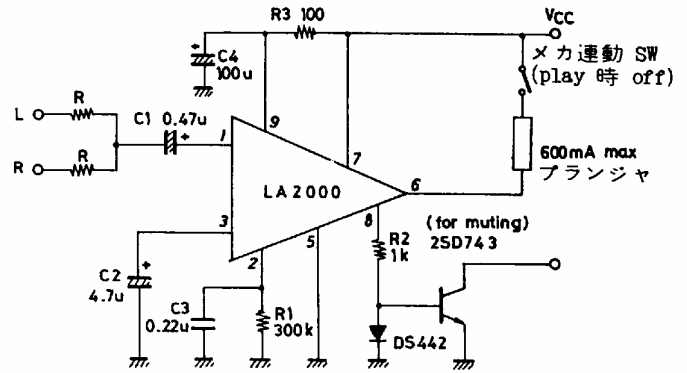 R3 100
VCC
C4
100u
メカ連動 SW
(play 時 off)
L
R
C1 0.47u
+
1
9
7
R
R
LA2000
6
600mA max
プランジャ
3
8
2
5
(for muting)
2SD743
R2
1k
C2
4.7u
+
C3
0.22u
R1
300k
DS442
+